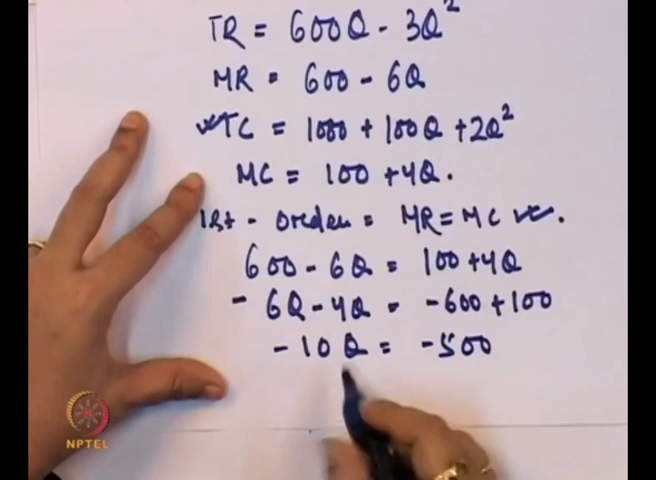 TR = 600Q - 3Q²
MR = 600 - 6Q
TC = 1000 + 100Q + 2Q²
MC = 100 + 4Q.
1st - order = MR = MC .
600 - 6Q = 100 + 4Q
- 6Q - 4Q = -600 + 100
- 10Q = -500
NPTEL